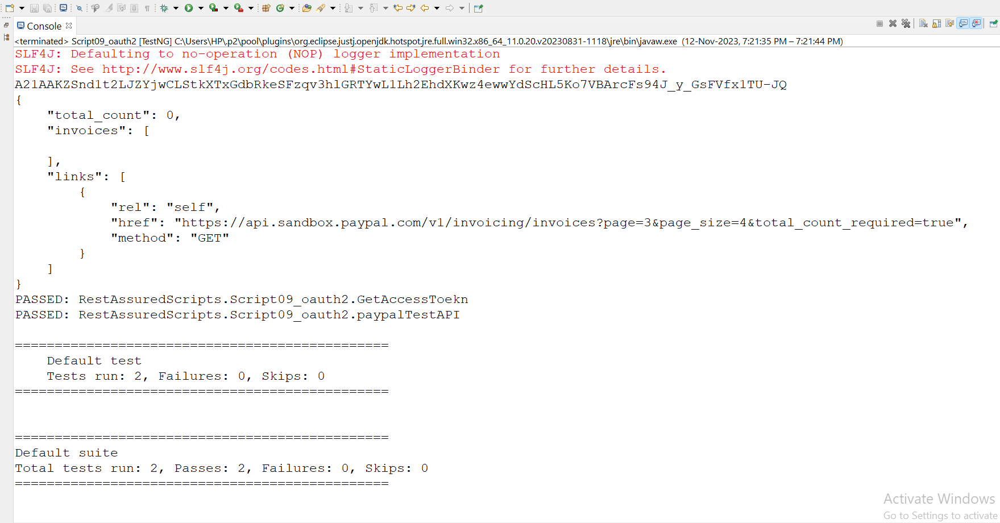 Console
<terminated> Script09_oauth2 [TestNG] C:\Users\HP\.p2\pool\plugins\org.eclipse.justj.openjdk.hotspot.jre.full.win32.x86_64_11.0.20.v20230831-1118\jre\bin\javaw.exe (12-Nov-2023, 7:21:35 PM – 7:21:44 PM)
SLF4J: Defaulting to no-operation (NOP) logger implementation
SLF4J: See http://www.slf4j.org/codes.html#StaticLoggerBinder for further details.
A21AAKZSnd1t2LJZYjwCLStkXTxGdbRkeSFzqv3hlGRTYwL1Lh2EhdXKwz4ewwYdScHL5Ko7VBArcFs94J_y_GsFVfx1TU-JQ
{
    "total_count": 0,
    "invoices": [
    ],
    "links": [
        {
            "rel": "self",
            "href": "https://api.sandbox.paypal.com/v1/invoicing/invoices?page=3&page_size=4&total_count_required=true",
            "method": "GET"
        }
    ]
}
PASSED: RestAssuredScripts.Script09_oauth2.GetAccessToekn
PASSED: RestAssuredScripts.Script09_oauth2.paypalTestAPI
===============================================
    Default test
    Tests run: 2, Failures: 0, Skips: 0
===============================================
===============================================
Default suite
Total tests run: 2, Passes: 2, Failures: 0, Skips: 0
===============================================
Activate Windows
Go to Settings to activate